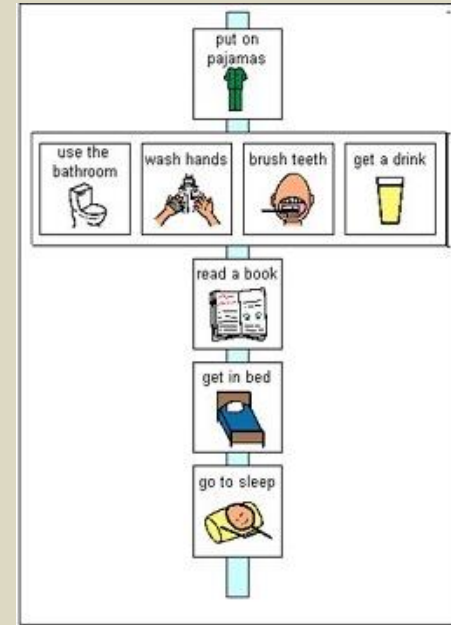 put on
pajamas
use the
bathroom
wash hands
brush teeth
get a drink
read a book
get in bed
go to sleep